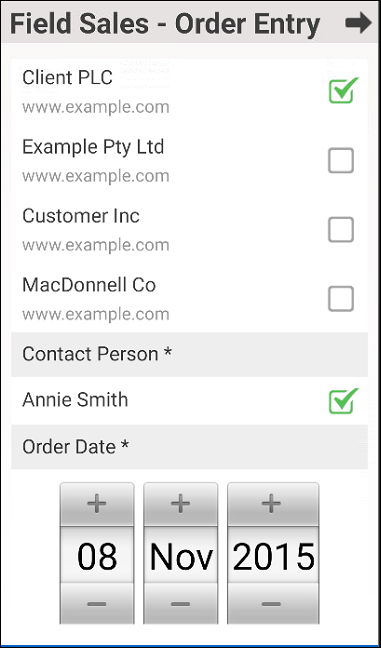 Field Sales - Order Entry
Client PLC
www.example.com
Example Pty Ltd
www.example.com
Customer Inc
www.example.com
MacDonnell Co
www.example.com
Contact Person *
Annie Smith
Order Date *
+ + +
08 Nov 2015
− − −